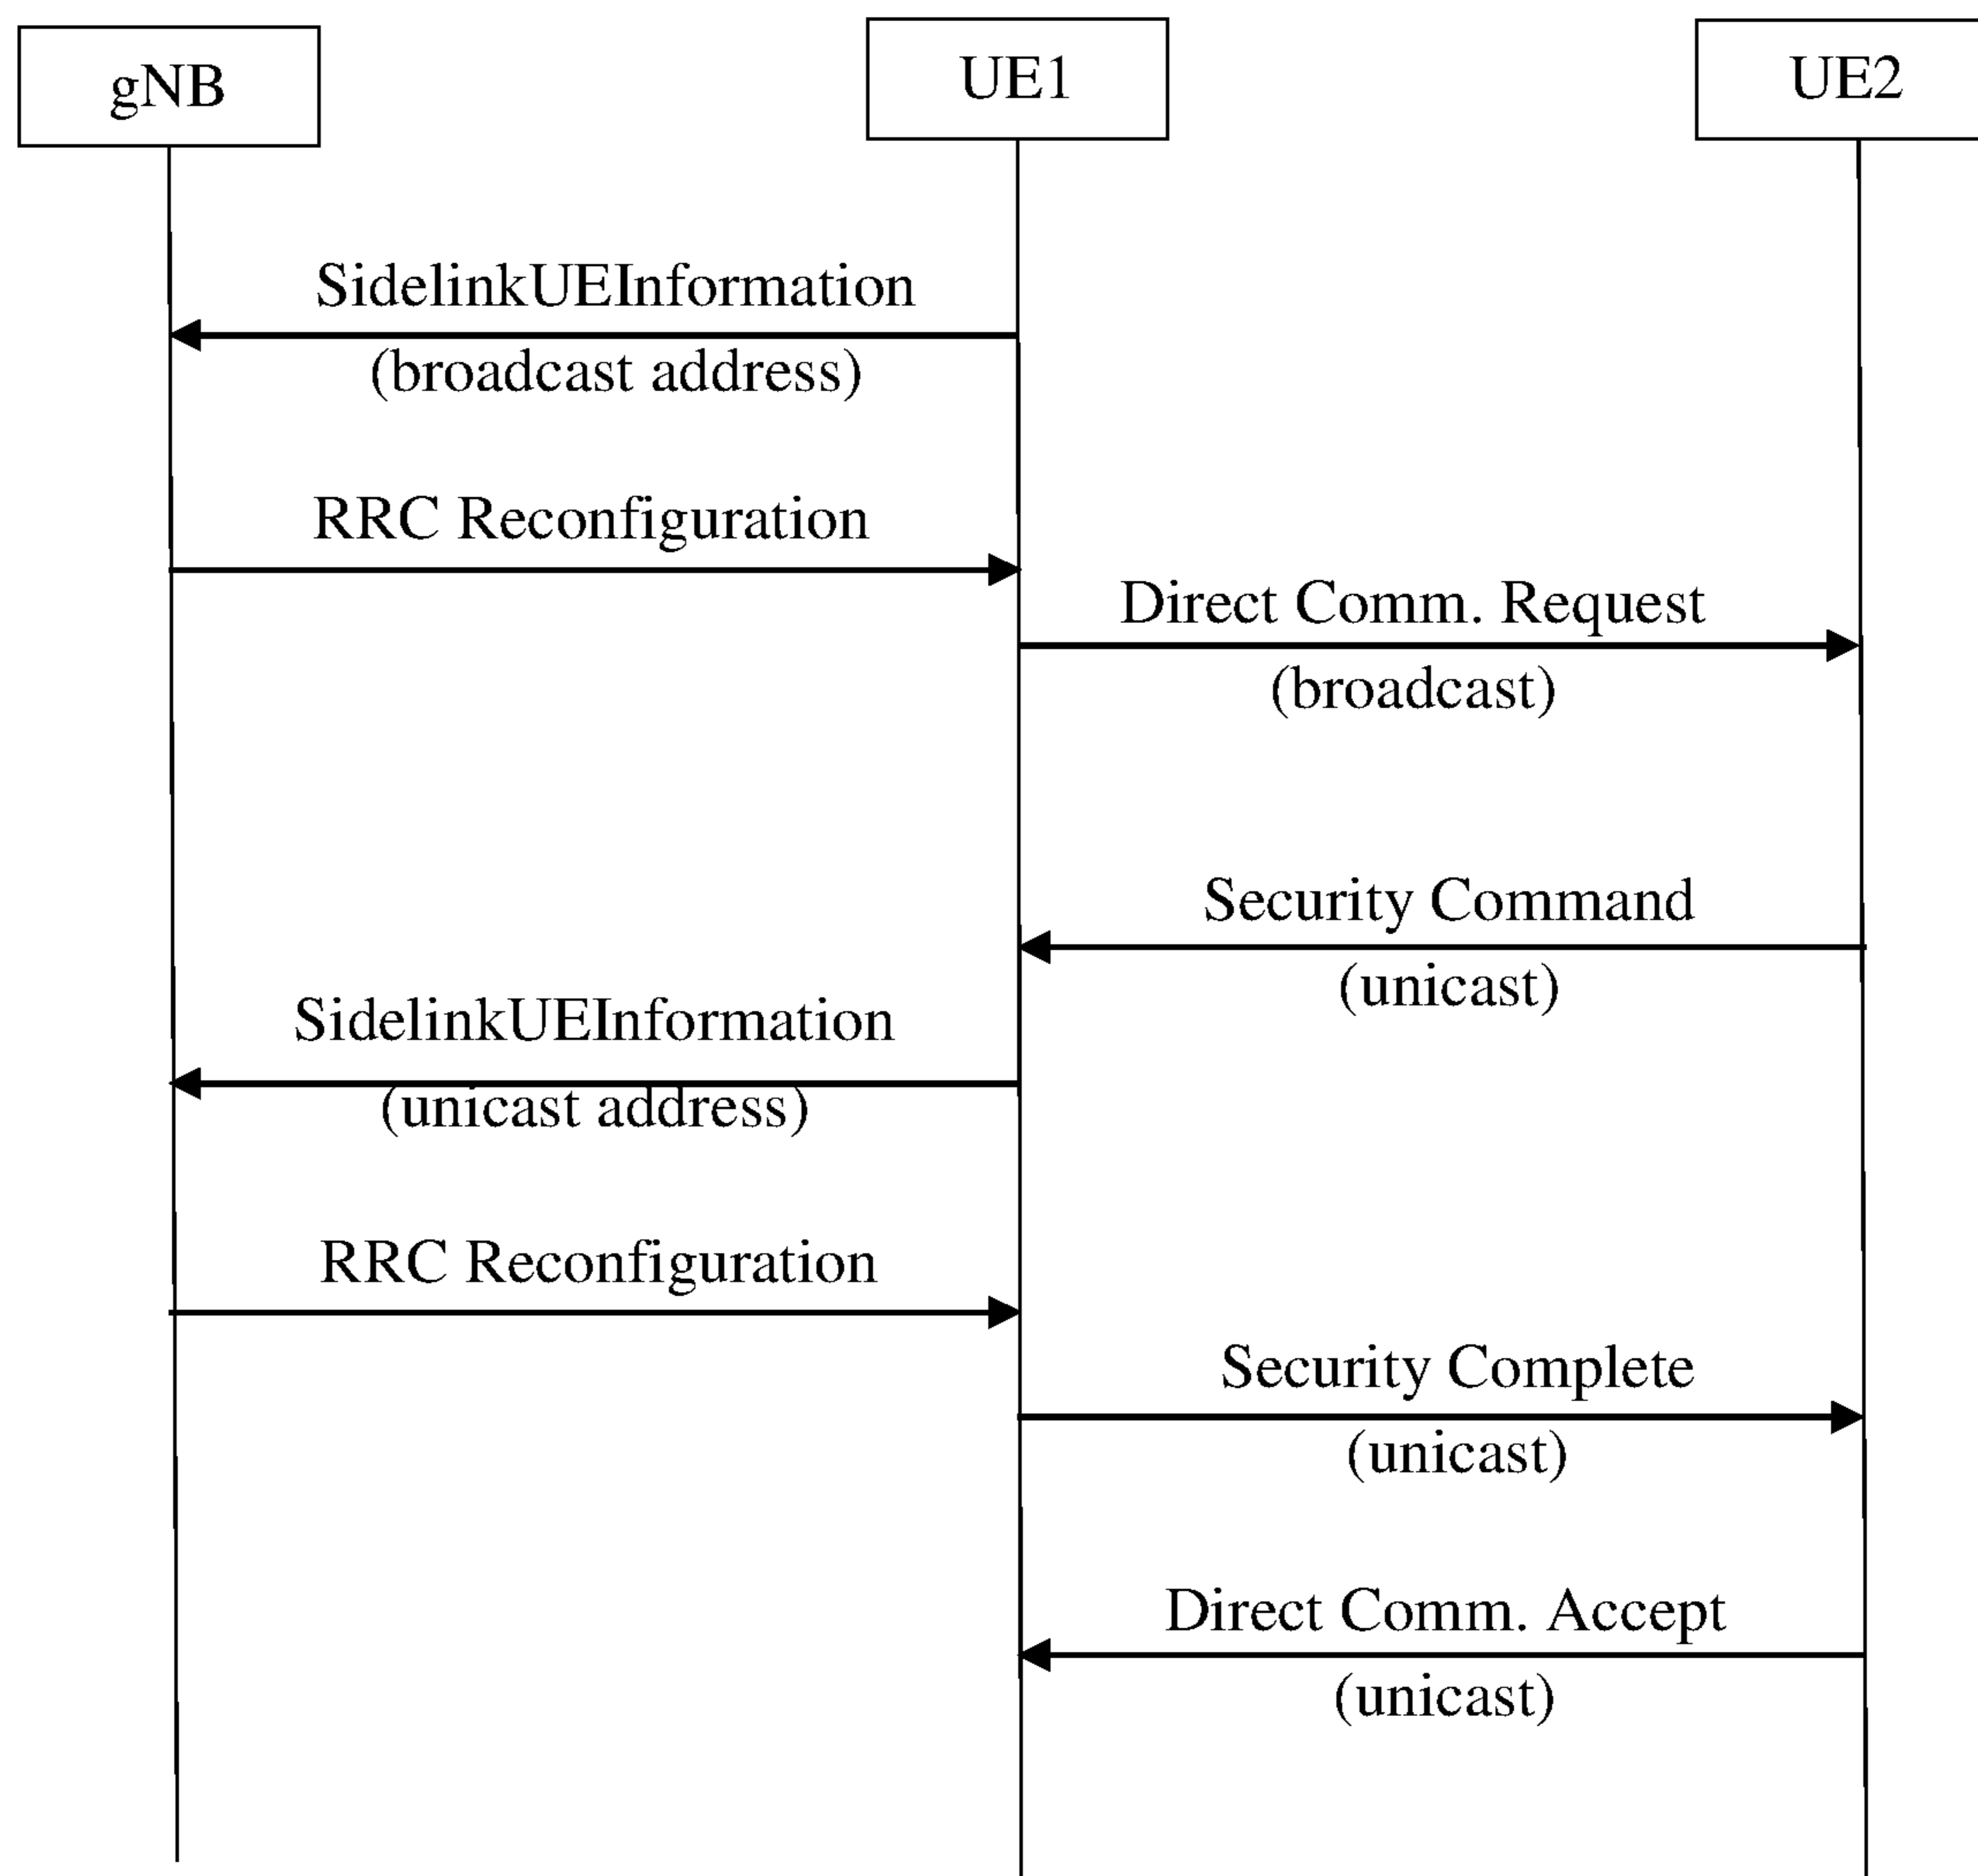 gNB
UE1
UE2
SidelinkUEInformation
(broadcast address)
RRC Reconfiguration
Direct Comm. Request
(broadcast)
Security Command
(unicast)
SidelinkUEInformation
(unicast address)
RRC Reconfiguration
Security Complete
(unicast)
Direct Comm. Accept
(unicast)